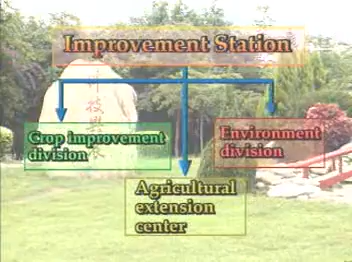 Improvement Station
Crop improvement
division
Environment
division
Agricultural
extension
center